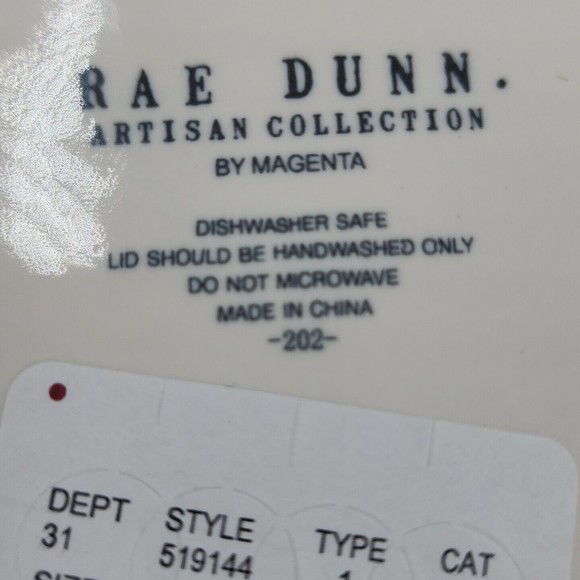 RAE DUNN.
ARTISAN COLLECTION
BY MAGENTA
DISHWASHER SAFE
LID SHOULD BE HANDWASHED ONLY
DO NOT MICROWAVE
MADE IN CHINA
-202-
DEPT STYLE TYPE CAT
31 519144